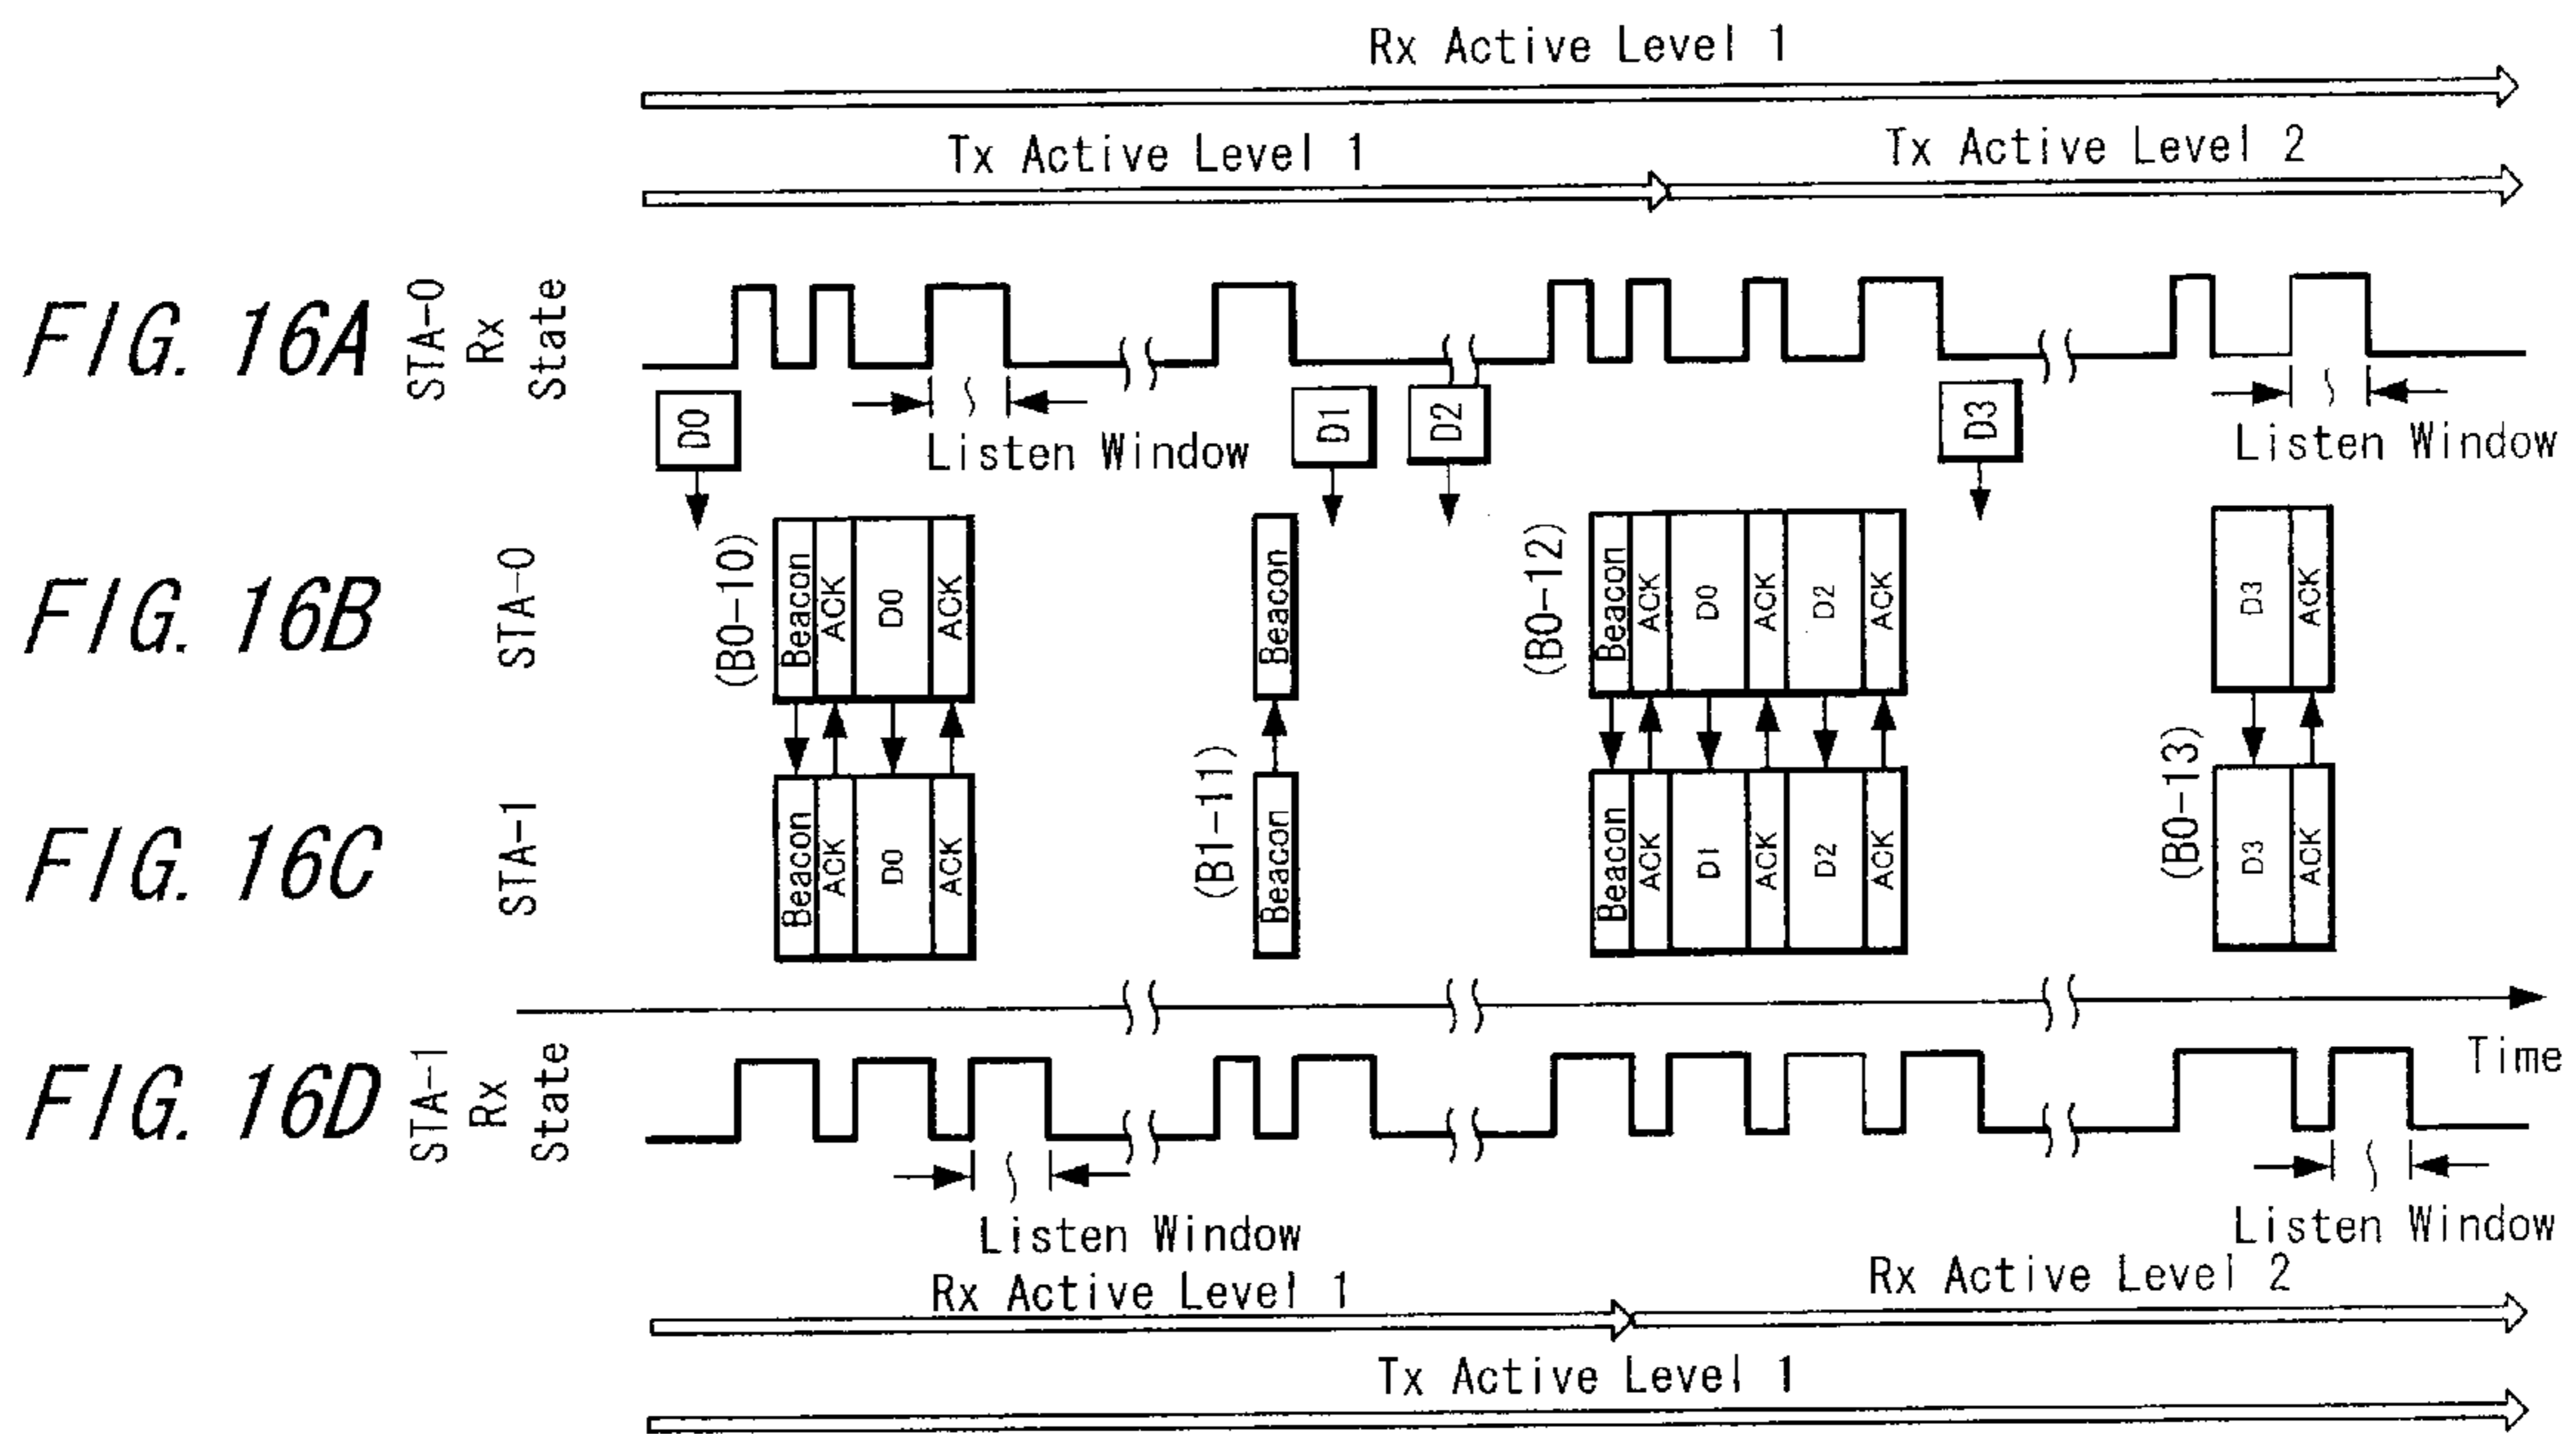 Rx Active Level 1
Tx Active Level 1
Tx Active Level 2
FIG. 16A
STA-0
Rx
State
D0
Listen Window
D1
D2
D3
Listen Window
FIG. 16B
STA-0
(B0-10)
Beacon
ACK
D0
ACK
Beacon
(B0-12)
Beacon
ACK
D0
ACK
D2
ACK
D3
ACK
FIG. 16C
STA-1
Beacon
ACK
D0
ACK
(B1-11)
Beacon
Beacon
ACK
D1
ACK
D2
ACK
(B0-13)
D3
ACK
Time
FIG. 16D
STA-1
Rx
State
Listen Window
Listen Window
Rx Active Level 1
Rx Active Level 2
Tx Active Level 1